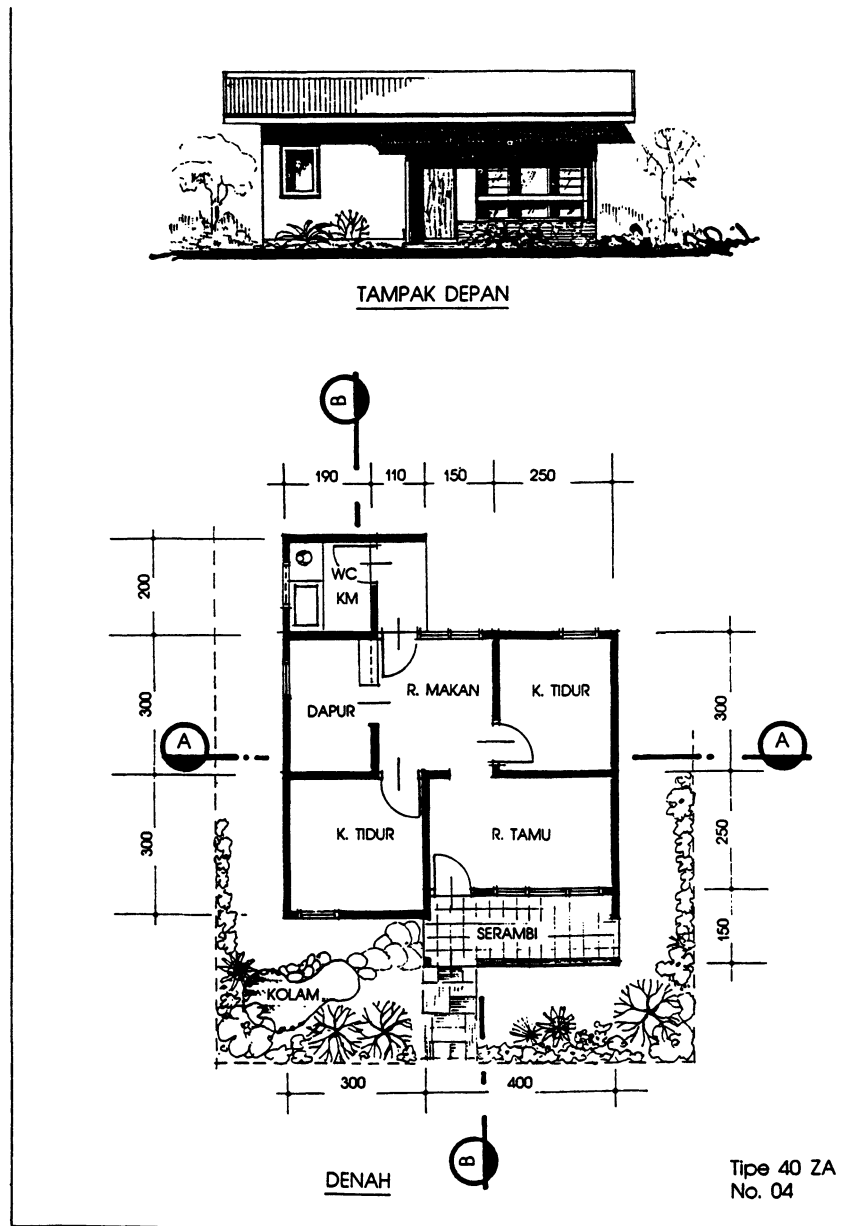 TAMPAK DEPAN
B
190 110 150 250
200
WC
KM
300
R. MAKAN
K. TIDUR
DAPUR
300
A
A
300
K. TIDUR
R. TAMU
250
SERAMBI
150
KOLAM
300
400
DENAH
B
Tipe 40 ZA
No. 04